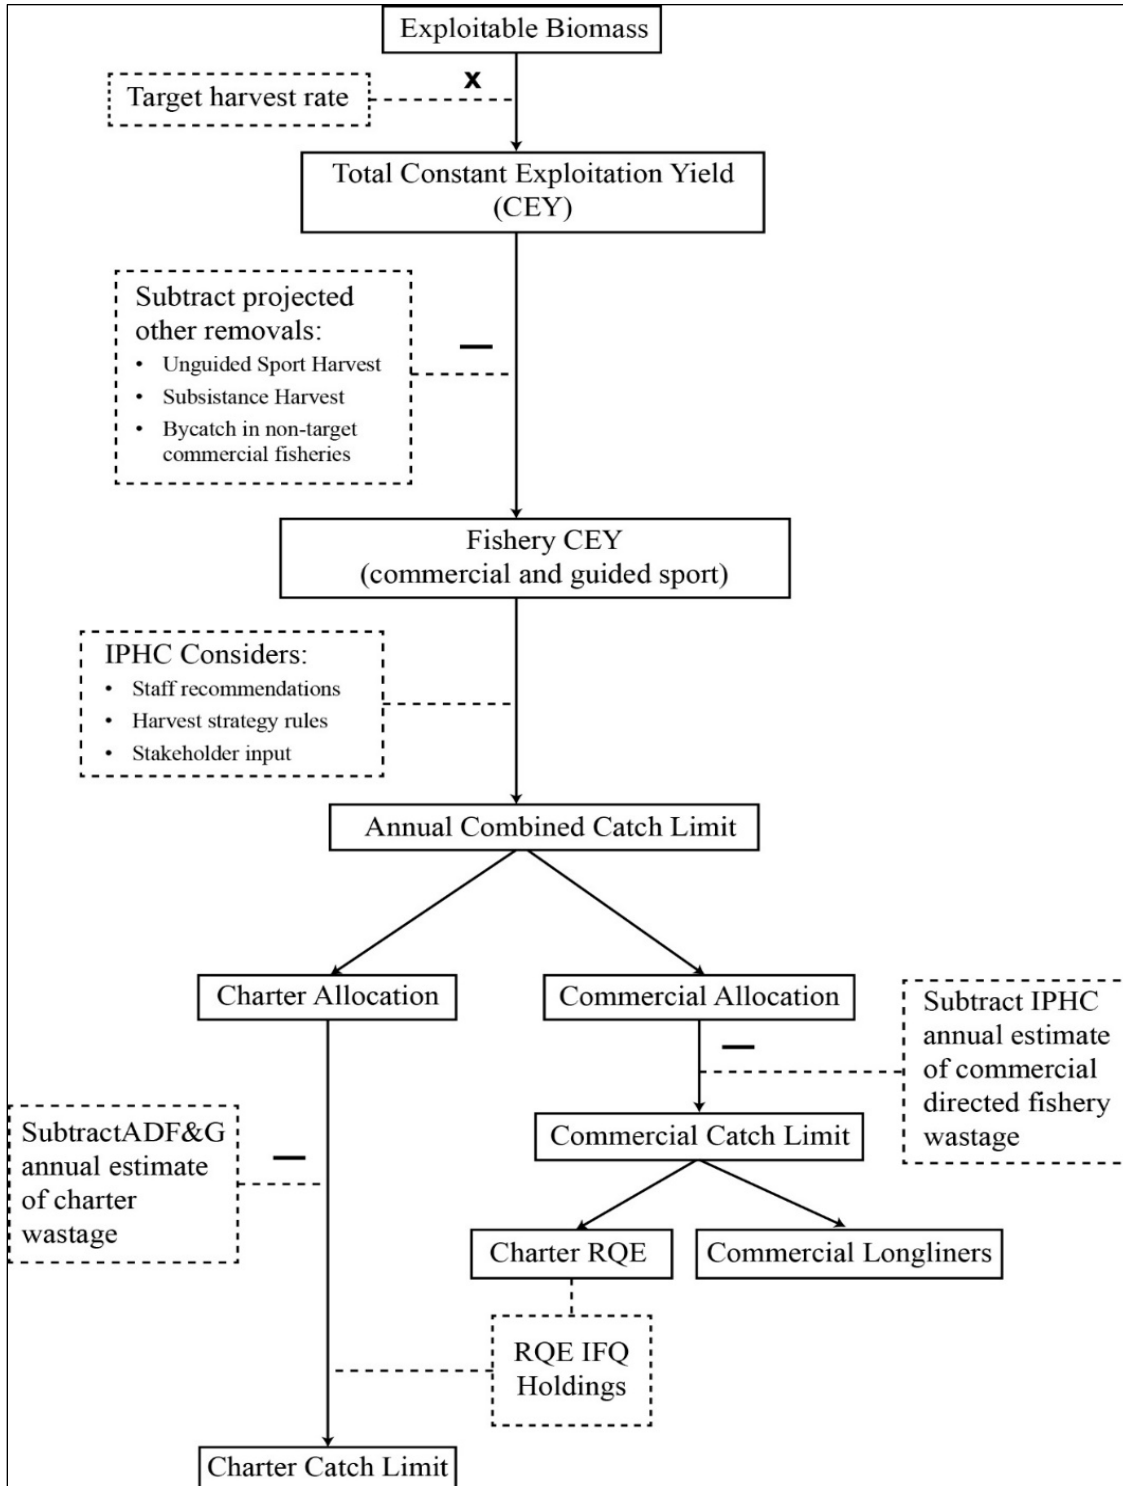 Exploitable Biomass
x
Target harvest rate
Total Constant Exploitation Yield
(CEY)
Subtract projected
other removals:
• Unguided Sport Harvest
• Subsistance Harvest
• Bycatch in non-target
commercial fisheries
—
Fishery CEY
(commercial and guided sport)
IPHC Considers:
• Staff recommendations
• Harvest strategy rules
• Stakeholder input
Annual Combined Catch Limit
Charter Allocation
Commercial Allocation
Subtract IPHC
annual estimate
of commercial
directed fishery
wastage
—
Commercial Catch Limit
SubtractADF&G
annual estimate
of charter
wastage
—
Charter RQE
Commercial Longliners
RQE IFQ
Holdings
Charter Catch Limit